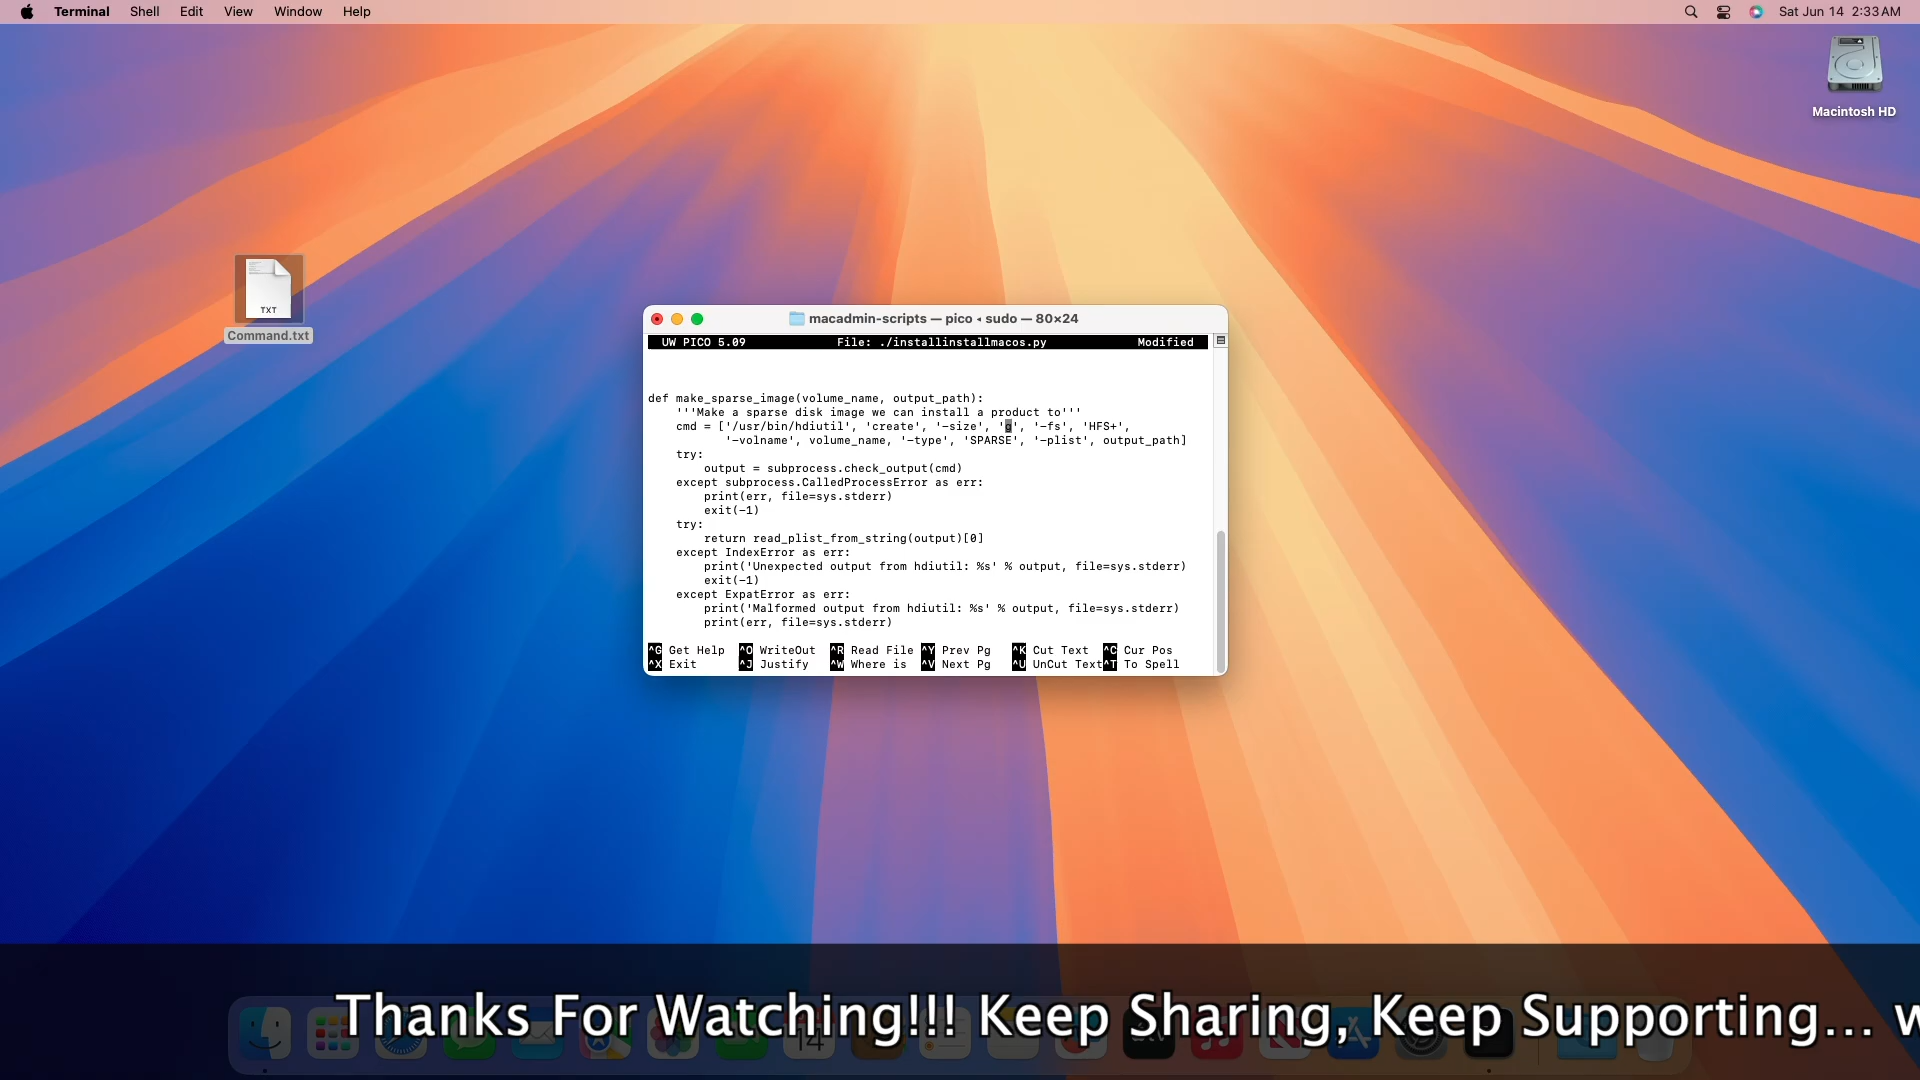 Terminal Shell Edit View Window Help Sat Jun 14 2:33 AM
Macintosh HD
TXT
Command.txt
macadmin-scripts — pico ◂ sudo — 80×24
UW PICO 5.09 File: ./installinstallmacos.py Modified
def make_sparse_image(volume_name, output_path):
'''Make a sparse disk image we can install a product to'''
cmd = ['/usr/bin/hdiutil', 'create', '-size', 'g', '-fs', 'HFS+',
'-volname', volume_name, '-type', 'SPARSE', '-plist', output_path]
try:
output = subprocess.check_output(cmd)
except subprocess.CalledProcessError as err:
print(err, file=sys.stderr)
exit(-1)
try:
return read_plist_from_string(output)[0]
except IndexError as err:
print('Unexpected output from hdiutil: %s' % output, file=sys.stderr)
exit(-1)
except ExpatError as err:
print('Malformed output from hdiutil: %s' % output, file=sys.stderr)
print(err, file=sys.stderr)
^G Get Help ^O WriteOut ^R Read File ^Y Prev Pg ^K Cut Text ^C Cur Pos
^X Exit ^J Justify ^W Where is ^V Next Pg ^U UnCut Text ^T To Spell
Thanks For Watching!!! Keep Sharing, Keep Supporting... w